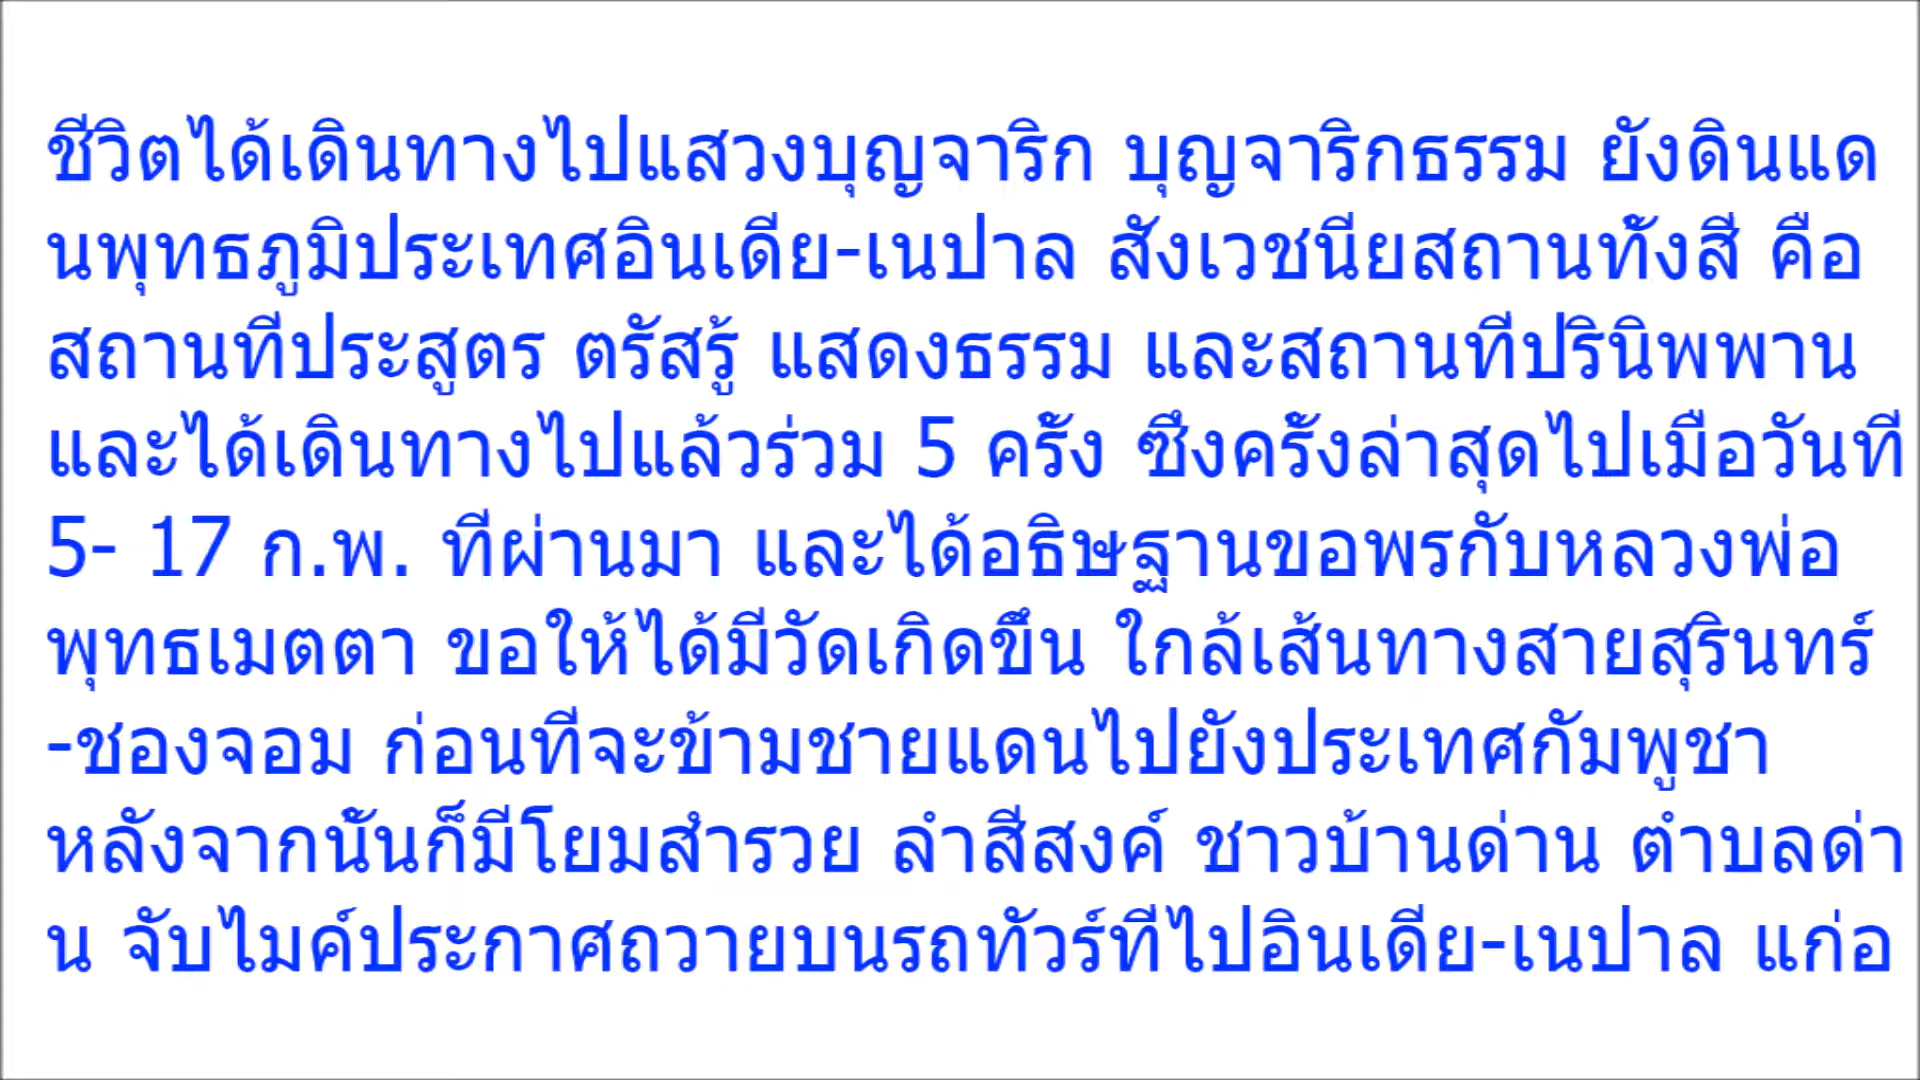 ชีวิตได้เดินทางไปแสวงบุญจาริก บุญจาริกธรรม ยังดินแด
นพุทธภูมิประเทศอินเดีย-เนปาล สังเวชนียสถานทั้งสี่ คือ
สถานที่ประสูตร ตรัสรู้ แสดงธรรม และสถานที่ปรินิพพาน
และได้เดินทางไปแล้วร่วม 5 ครั้ง ซึ่งครั้งล่าสุดไปเมื่อวันที่
5- 17 ก.พ. ที่ผ่านมา และได้อธิษฐานขอพรกับหลวงพ่อ
พุทธเมตตา ขอให้ได้มีวัดเกิดขึ้น ใกล้เส้นทางสายสุรินทร์
-ชองจอม ก่อนที่จะข้ามชายแดนไปยังประเทศกัมพูชา
หลังจากนั้นก็มีโยมสำรวย ลำสีสงค์ ชาวบ้านด่าน ตำบลด่า
น จับไมค์ประกาศถวายบนรถทัวร์ที่ไปอินเดีย-เนปาล แก่อ